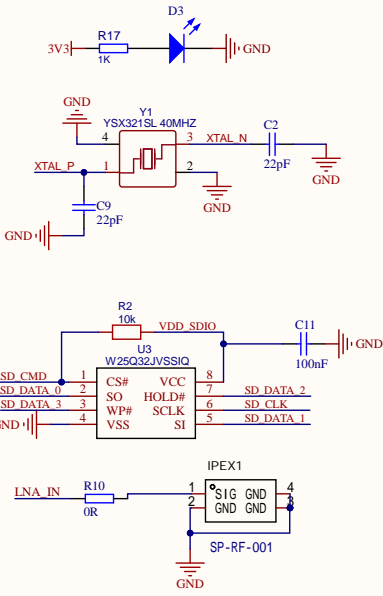 D3
R17
3V3
GND
1K
GND
Y1
YSX321SL 40MHZ
C2
4
3
XTAL_N
XTAL_P
1
2
22pF
GND
C9
22pF
GND
GND
R2
10k
VDD_SDIO
C11
U3
W25Q32JVSSIQ
GND
100nF
SD_CMD
1
CS#
VCC
8
SD_DATA_0
2
SO
HOLD#
7
SD_DATA_2
SD_DATA_3
3
WP#
SCLK
6
SD_CLK
4
VSS
SI
5
SD_DATA_1
IPEX1
LNA_IN
R10
0R
1
SIG GND
4
2
GND GND
SP-RF-001
GND